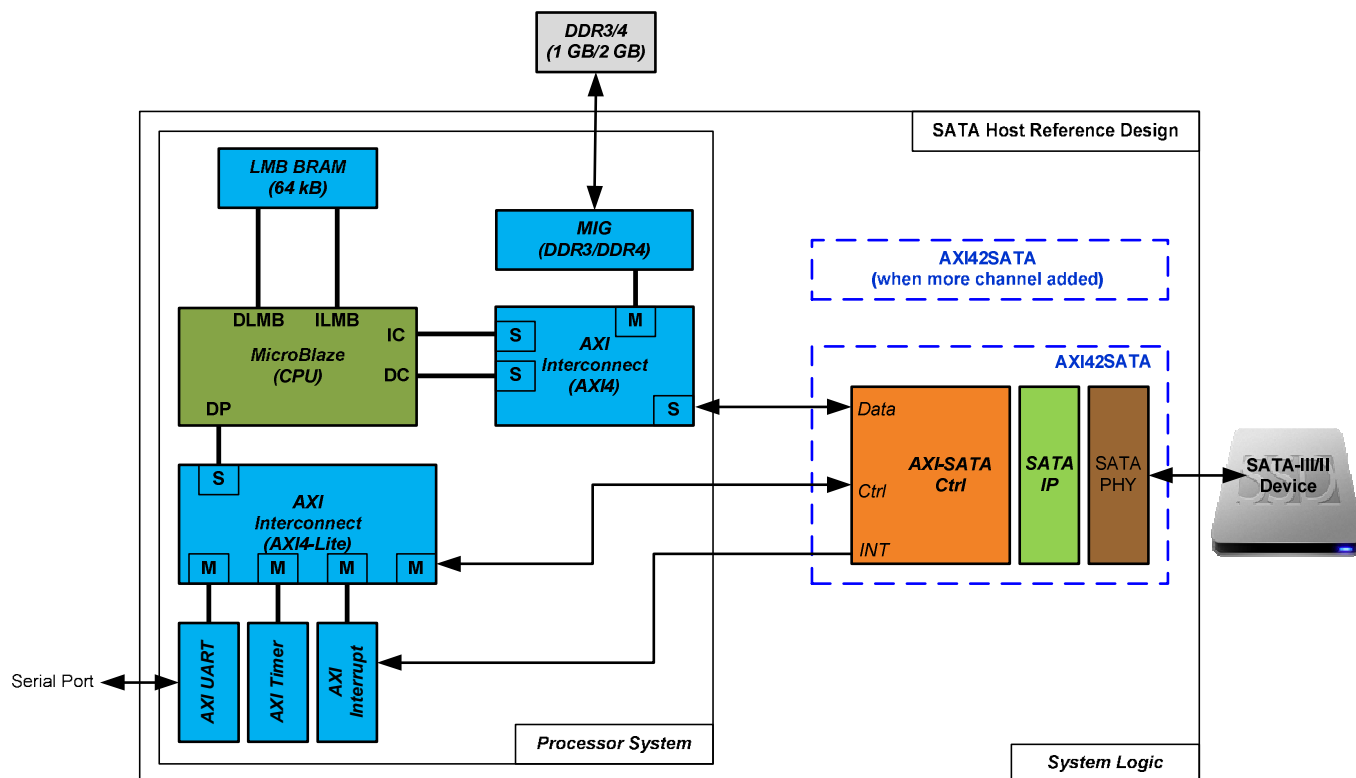 DDR3/4
(1 GB/2 GB)
SATA Host Reference Design
LMB BRAM
(64 kB)
MIG
(DDR3/DDR4)
AXI42SATA
(when more channel added)
DLMB
ILMB
IC
DC
DP
MicroBlaze
(CPU)
S
S
M
S
AXI
Interconnect
(AXI4)
AXI42SATA
Data
Ctrl
INT
AXI-SATA
Ctrl
SATA
IP
SATA
PHY
SSD
SATA-III/II
Device
S
AXI
Interconnect
(AXI4-Lite)
M
M
M
M
AXI UART
AXI Timer
AXI
Interrupt
Serial Port
Processor System
System Logic